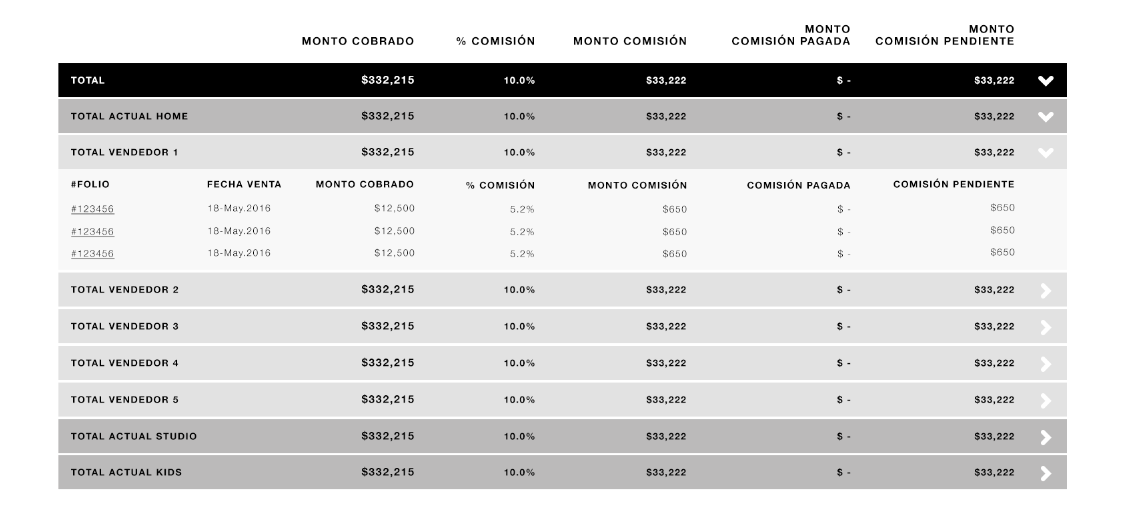 MONTO COBRADO % COMISIÓN MONTO COMISIÓN MONTO COMISIÓN PAGADA MONTO COMISIÓN PENDIENTE
TOTAL $332,215 10.0% $33,222 $ - $33,222
TOTAL ACTUAL HOME $332,215 10.0% $33,222 $ - $33,222
TOTAL VENDEDOR 1 $332,215 10.0% $33,222 $ - $33,222
#FOLIO FECHA VENTA MONTO COBRADO % COMISIÓN MONTO COMISIÓN COMISIÓN PAGADA COMISIÓN PENDIENTE
#123456 18-May.2016 $12,500 5.2% $650 $ - $650
#123456 18-May.2016 $12,500 5.2% $650 $ - $650
#123456 18-May.2016 $12,500 5.2% $650 $ - $650
TOTAL VENDEDOR 2 $332,215 10.0% $33,222 $ - $33,222
TOTAL VENDEDOR 3 $332,215 10.0% $33,222 $ - $33,222
TOTAL VENDEDOR 4 $332,215 10.0% $33,222 $ - $33,222
TOTAL VENDEDOR 5 $332,215 10.0% $33,222 $ - $33,222
TOTAL ACTUAL STUDIO $332,215 10.0% $33,222 $ - $33,222
TOTAL ACTUAL KIDS $332,215 10.0% $33,222 $ - $33,222